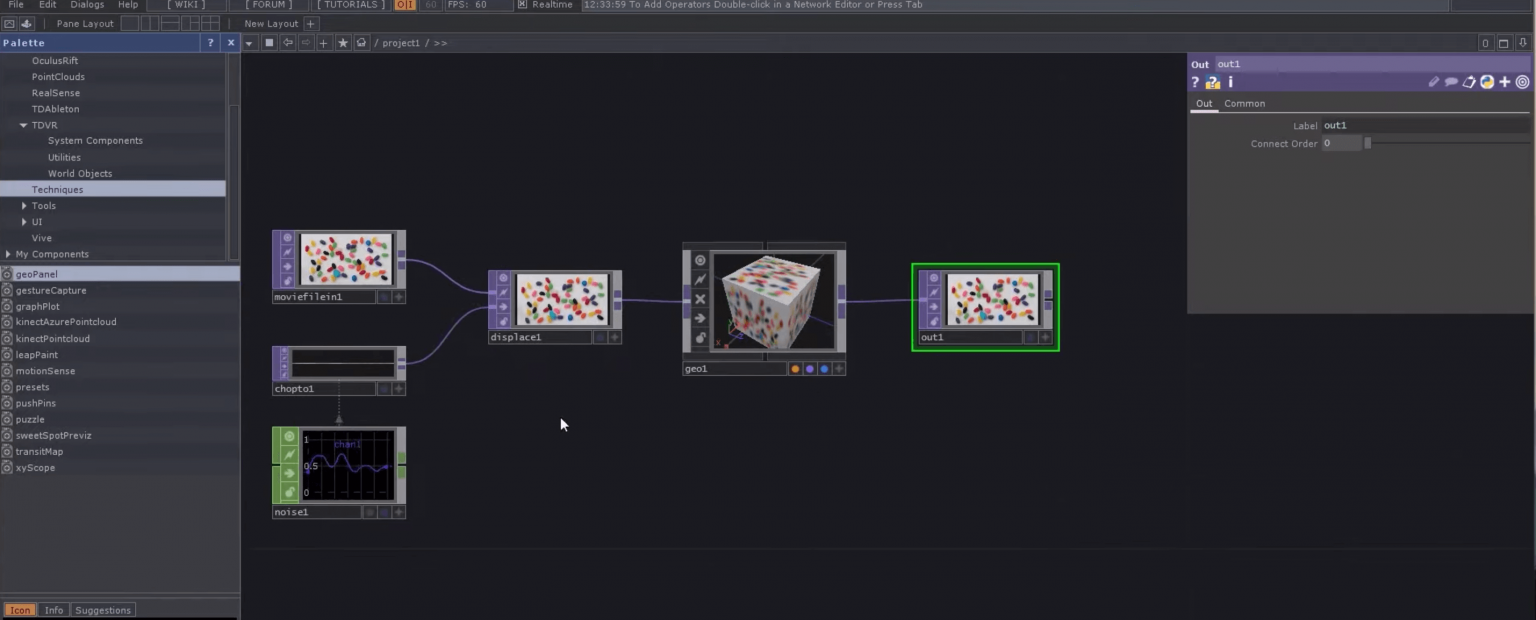 File Edit Dialogs Help [ WIKI ] [ FORUM ] [ TUTORIALS ] O|I 60 FPS: 60 Realtime 12:33:59 To Add Operators Double-click in a Network Editor or Press Tab
Pane Layout New Layout +
Palette ? x / project1 / >> 0
OculusRift
PointClouds
RealSense
TDAbleton
TDVR
System Components
Utilities
World Objects
Techniques
Tools
UI
Vive
My Components
geoPanel
gestureCapture
graphPlot
kinectAzurePointcloud
kinectPointcloud
leapPaint
motionSense
presets
pushPins
puzzle
sweetSpotPreviz
transitMap
xyScope
Icon Info Suggestions
moviefilein1
chopto1
1
chan1
0.5
0
noise1
displace1
geo1
out1
Out out1
? ? i
Out Common
Label out1
Connect Order 0